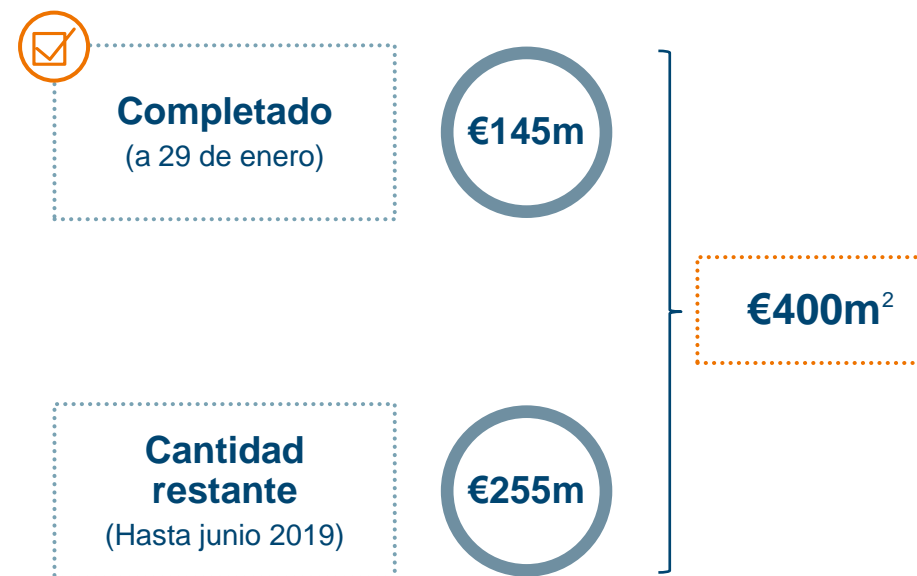 Completado
(a 29 de enero)
€145m
€400m²
Cantidad
restante
(Hasta junio 2019)
€255m